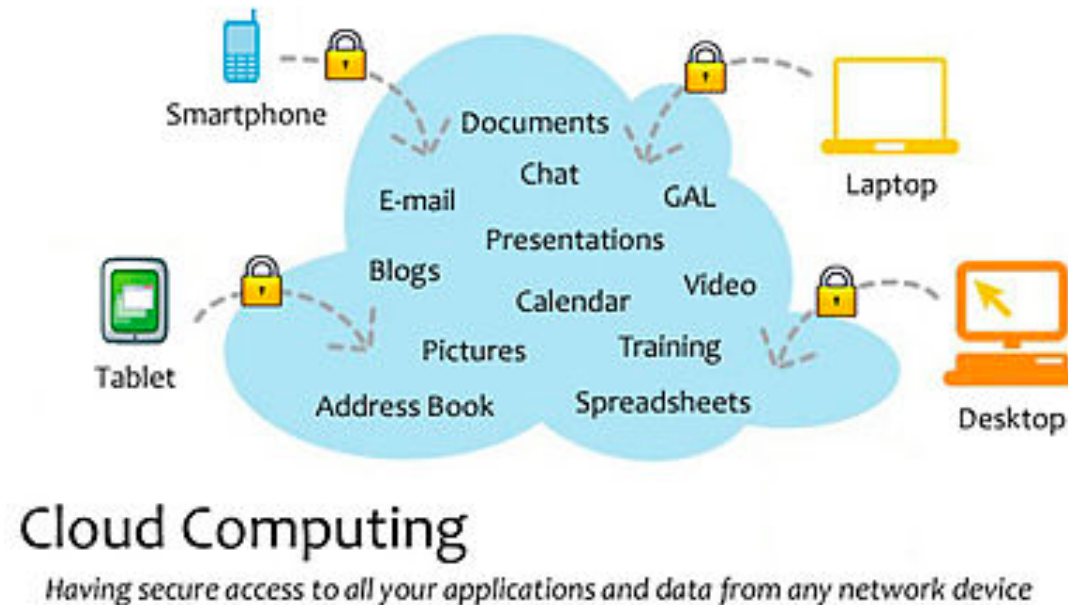 Smartphone
Documents
Chat
E-mail
GAL
Laptop
Presentations
Blogs
Video
Calendar
Tablet
Pictures
Training
Address Book
Spreadsheets
Desktop
Cloud Computing
Having secure access to all your applications and data from any network device